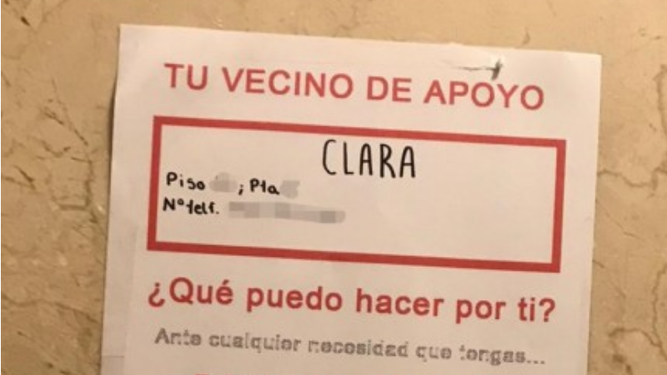 TU VECINO DE APOYO
CLARA
Piso ; Pta
Nº telf.
¿Qué puedo hacer por ti?
Ante cualquier necesidad que tengas...